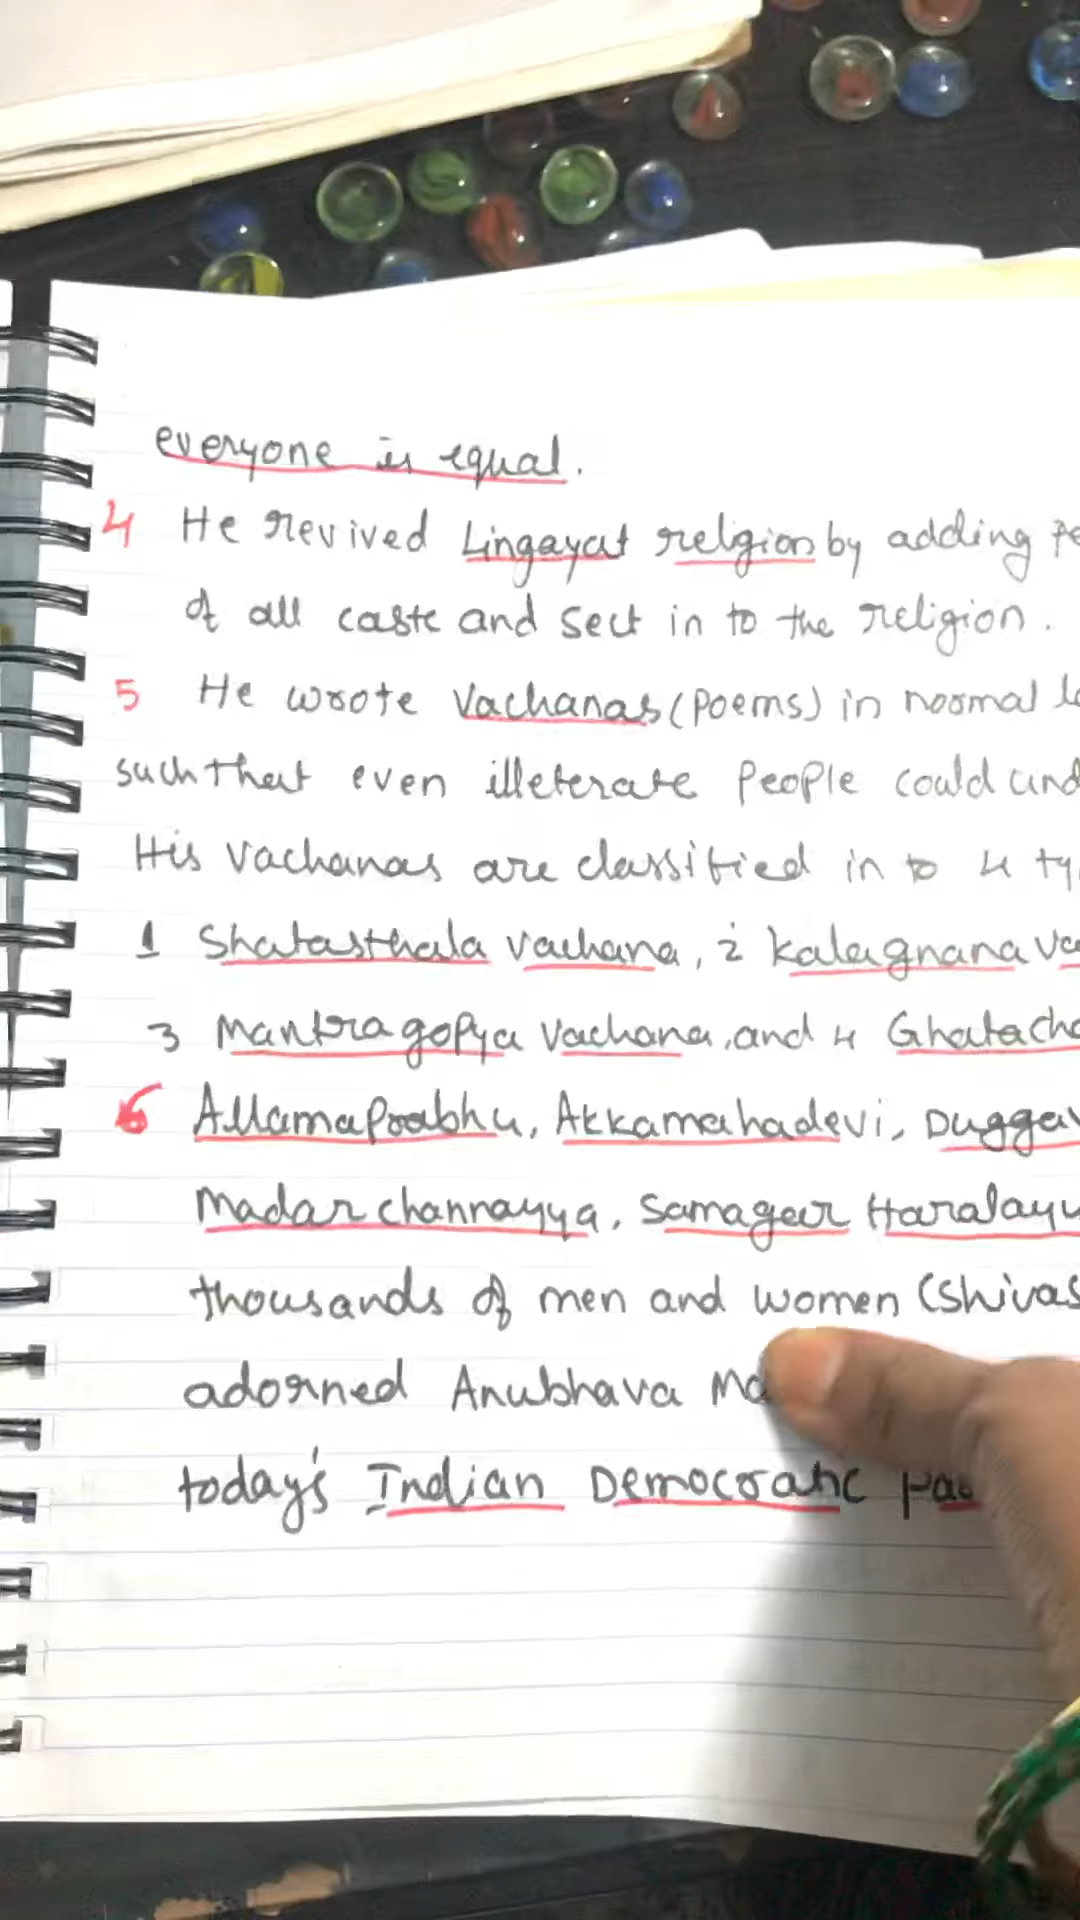 everyone is equal.
4 He revived Lingayat relgion by adding
of all caste and sect in to the religion.
5 He wrote Vachanas (poems) in normal
such that even illeterate people could
His vachanas are classified in to 4
1 Shatasthala vachana, 2 kalagnana
3 Mantragopya vachana, and 4
6 Allamaprabhu, Akkamahadevi,
Madar channayya, Samagar
thousands of men and women
adorned Anubhava
today's Indian Democratic